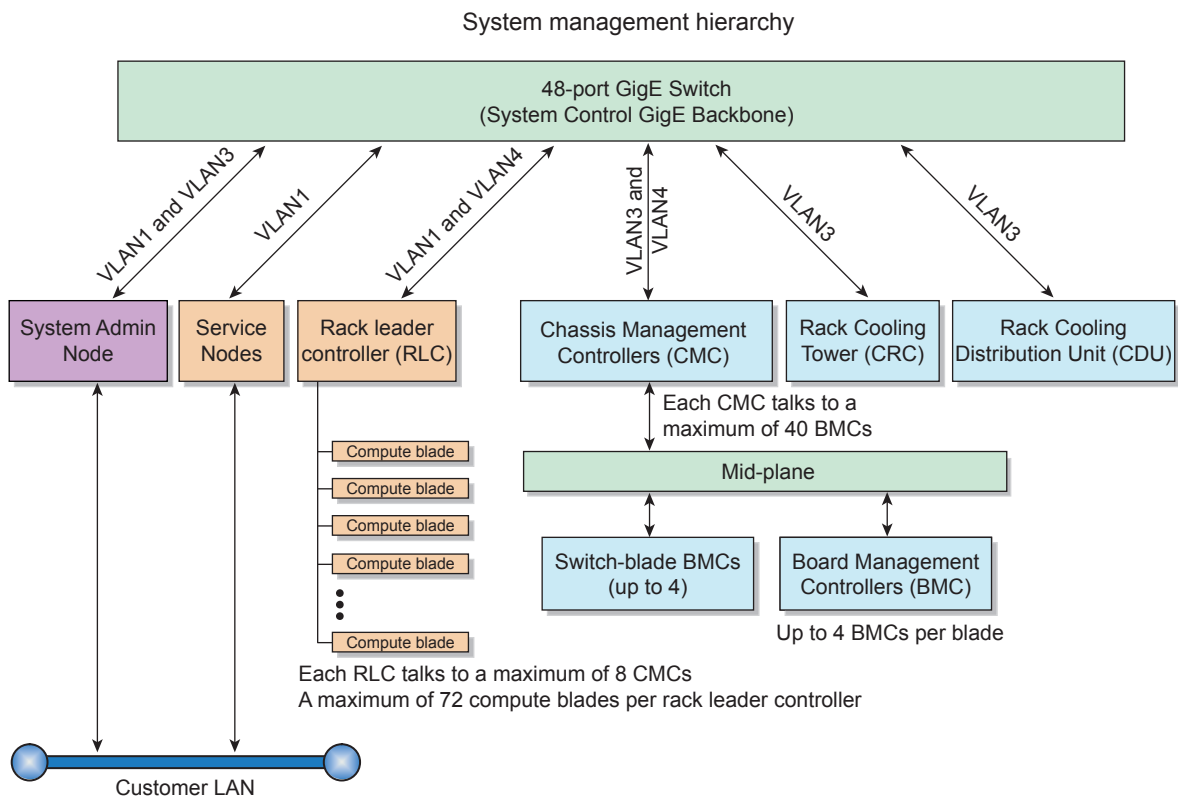 System management hierarchy
48-port GigE Switch
(System Control GigE Backbone)
VLAN1 and VLAN3
VLAN1
VLAN1 and VLAN4
VLAN3 and
VLAN4
VLAN3
VLAN3
System Admin
Node
Service
Nodes
Rack leader
controller (RLC)
Chassis Management
Controllers (CMC)
Rack Cooling
Tower (CRC)
Rack Cooling
Distribution Unit (CDU)
Each CMC talks to a
maximum of 40 BMCs
Compute blade
Compute blade
Compute blade
Compute blade
Compute blade
Mid-plane
Switch-blade BMCs
(up to 4)
Board Management
Controllers (BMC)
Up to 4 BMCs per blade
Each RLC talks to a maximum of 8 CMCs
A maximum of 72 compute blades per rack leader controller
Customer LAN